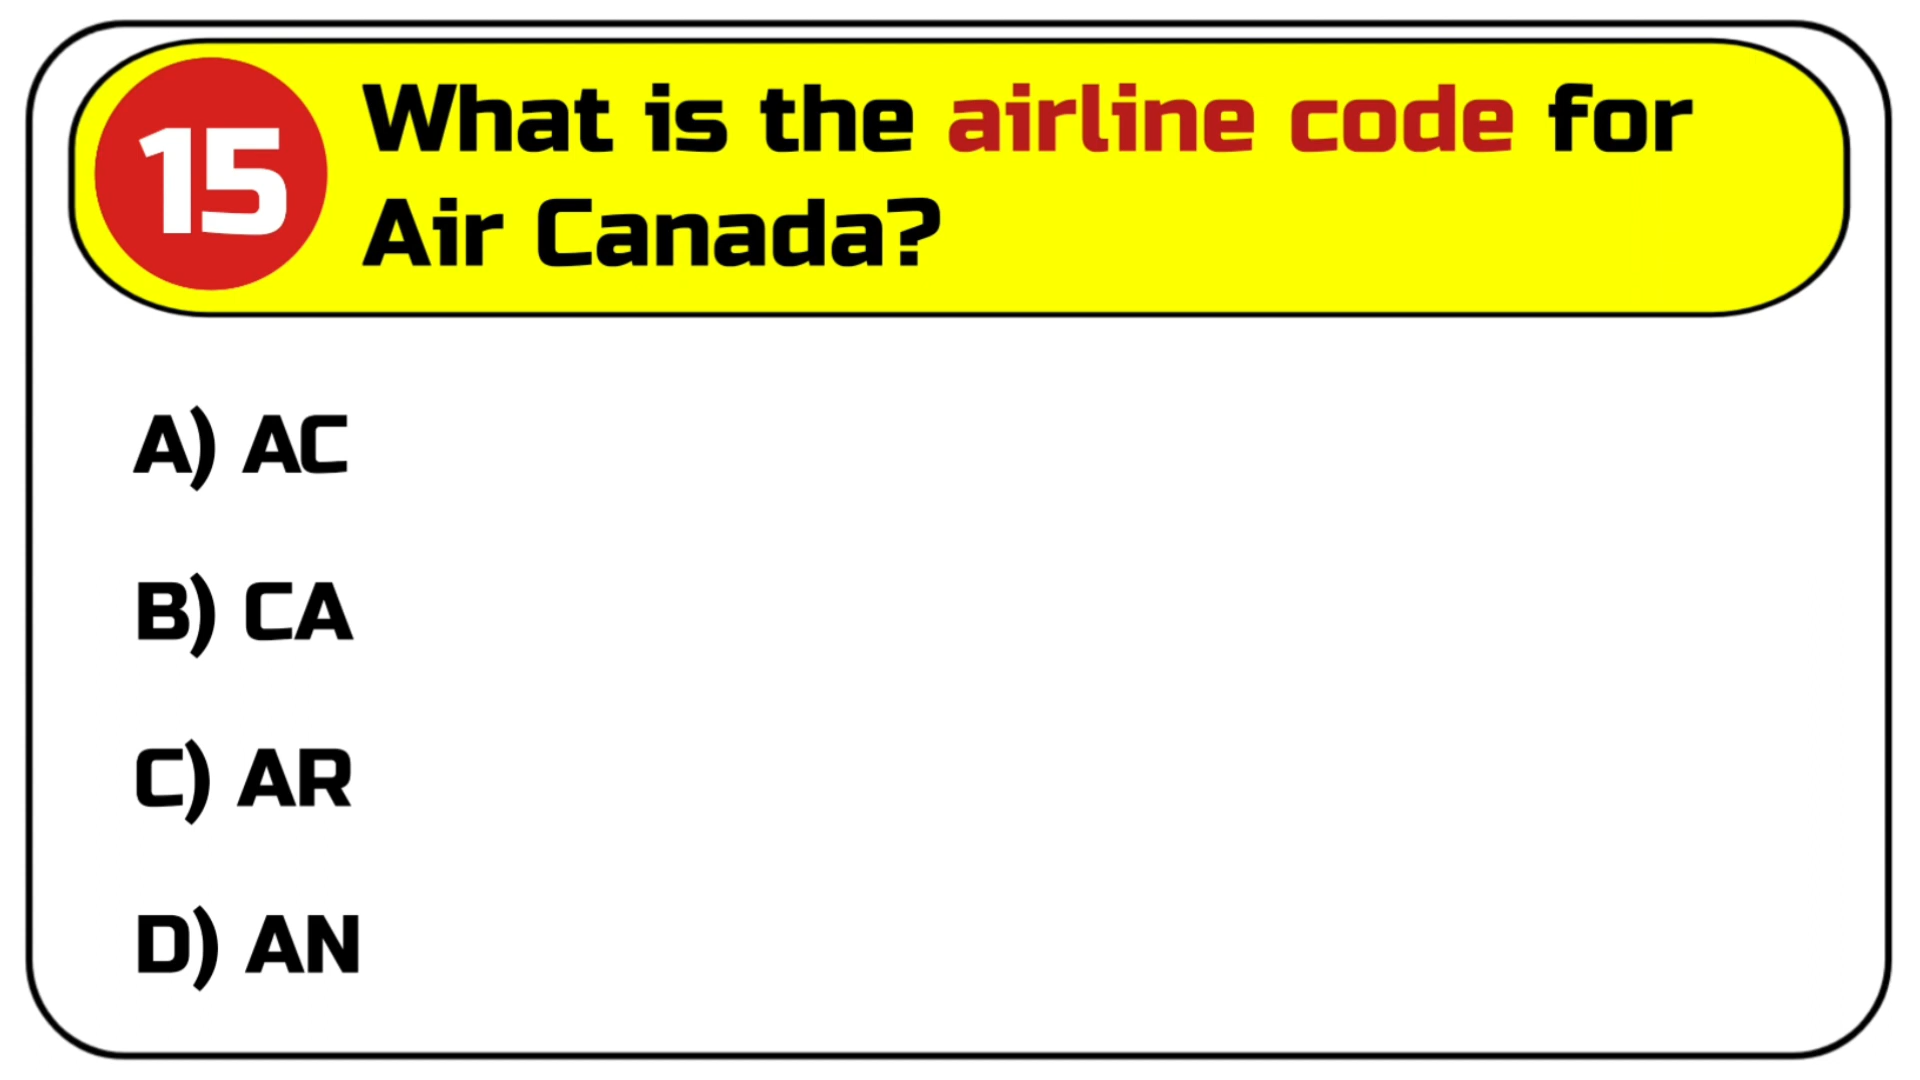 15
What is the airline code for
Air Canada?
A) AC
B) CA
C) AR
D) AN